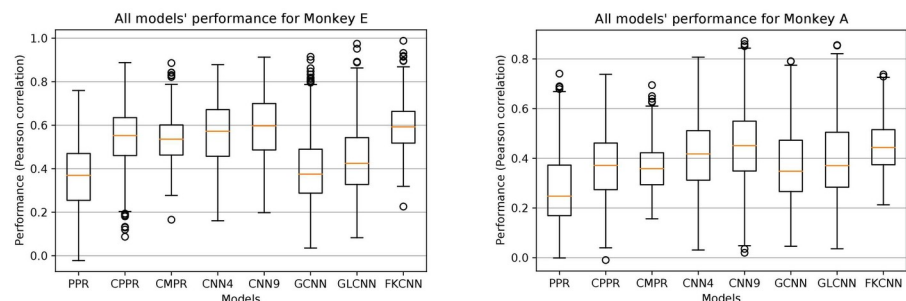 All models' performance for Monkey E
Performance (Pearson correlation)
1.0
0.8
0.6
0.4
0.2
0.0
PPR CPPR CMPR CNN4 CNN9 GCNN GLCNN FKCNN
Models
All models' performance for Monkey A
Performance (Pearson correlation)
0.8
0.6
0.4
0.2
0.0
PPR CPPR CMPR CNN4 CNN9 GCNN GLCNN FKCNN
Models